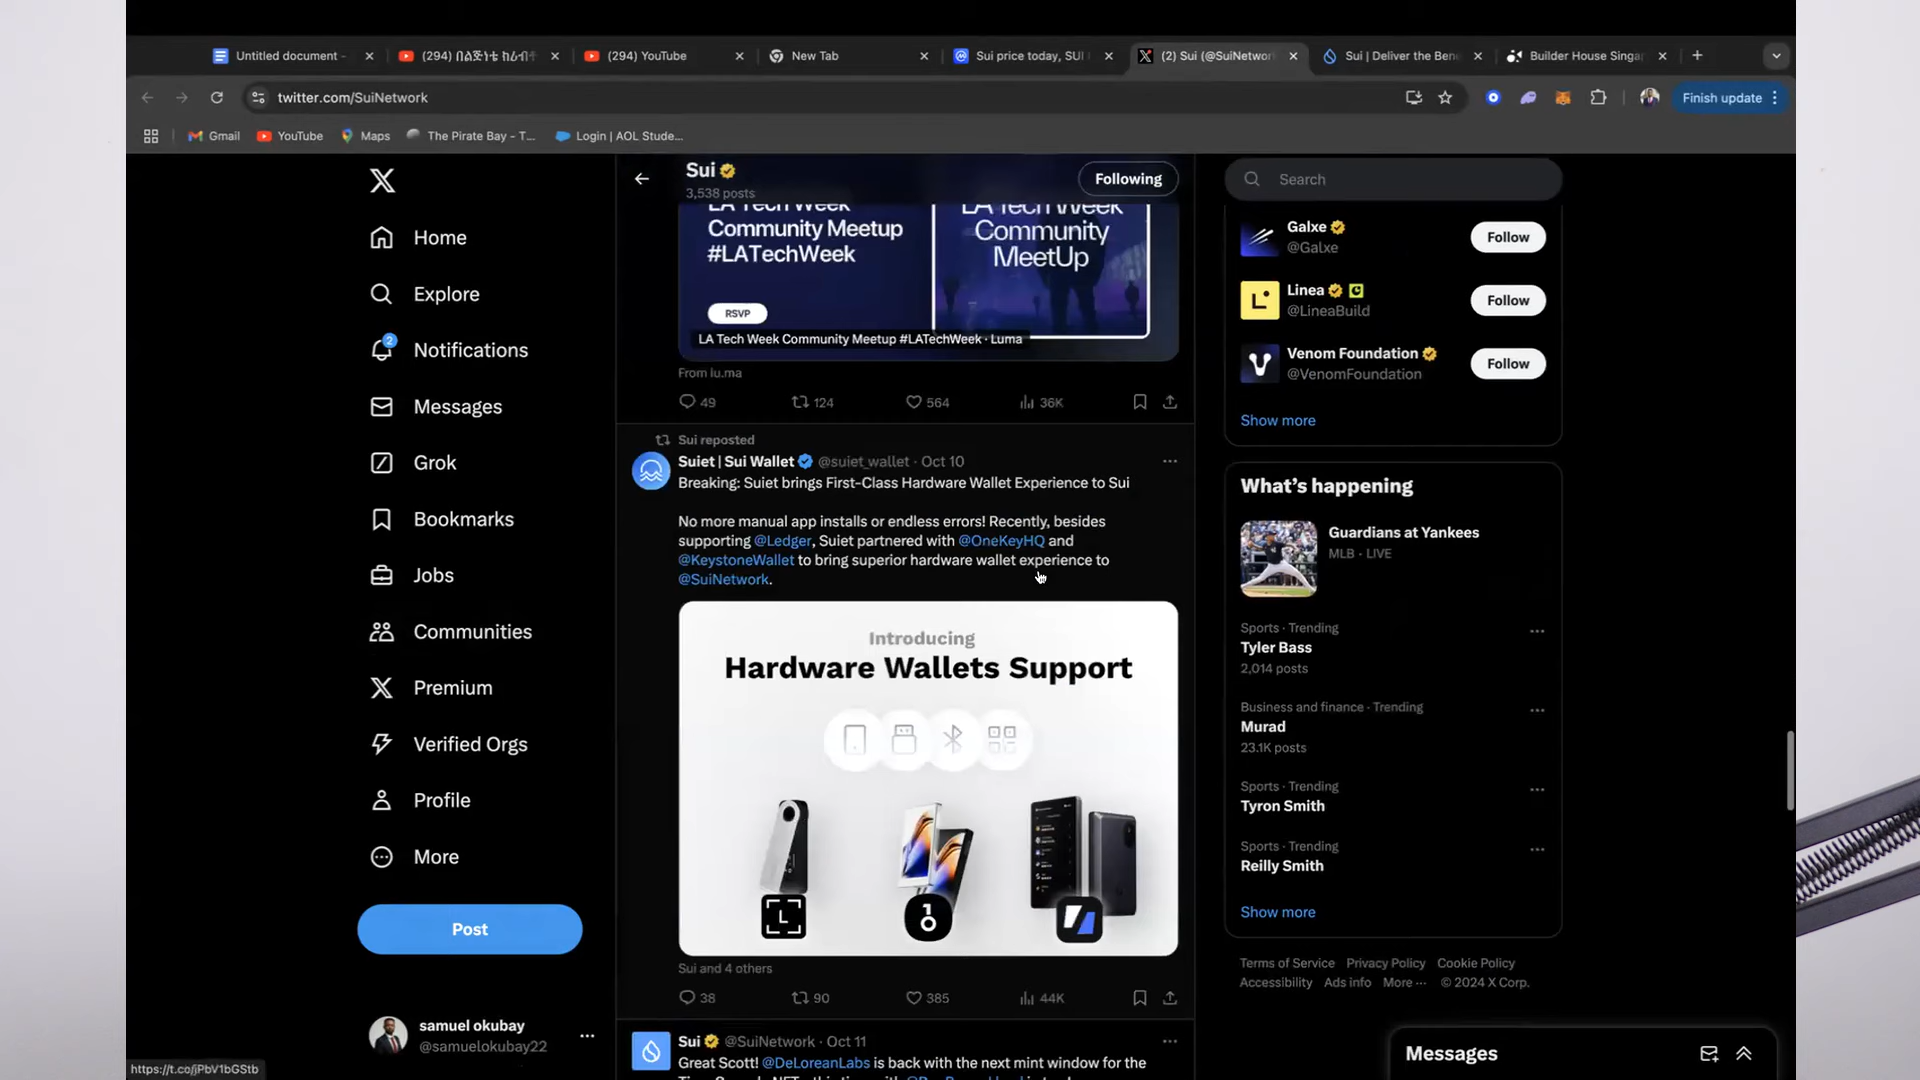 Untitled document -
(294) በልጅነቴ ከራብ
(294) YouTube
New Tab
Sui price today, SUI
(2) Sui (@SuiNetwor
Sui | Deliver the Bene
Builder House Singa
twitter.com/SuiNetwork
Finish update
Gmail
YouTube
Maps
The Pirate Bay - T...
Login | AOL Stude...
Home
Explore
2
Notifications
Messages
Grok
Bookmarks
Jobs
Communities
Premium
Verified Orgs
Profile
More
Post
samuel okubay
@samuelokubay22
https://t.co/jPbV1bGStb
Sui
3,538 posts
Following
LA Tech Week
Community Meetup
#LATechWeek
RSVP
LA Tech Week
Community
MeetUp
LA Tech Week Community Meetup #LATechWeek · Luma
From lu.ma
49
124
564
36K
Sui reposted
Suiet | Sui Wallet @suiet_wallet · Oct 10
Breaking: Suiet brings First-Class Hardware Wallet Experience to Sui
No more manual app installs or endless errors! Recently, besides
supporting @Ledger, Suiet partnered with @OneKeyHQ and
@KeystoneWallet to bring superior hardware wallet experience to
@SuiNetwork.
Introducing
Hardware Wallets Support
Sui and 4 others
38
90
385
44K
Sui @SuiNetwork · Oct 11
Great Scott! @DeLoreanLabs is back with the next mint window for the
Search
Galxe
@Galxe
Follow
Linea
@LineaBuild
Follow
Venom Foundation
@VenomFoundation
Follow
Show more
What's happening
Guardians at Yankees
MLB · LIVE
Sports · Trending
Tyler Bass
2,014 posts
Business and finance · Trending
Murad
23.1K posts
Sports · Trending
Tyron Smith
Sports · Trending
Reilly Smith
Show more
Terms of Service Privacy Policy Cookie Policy
Accessibility Ads info More ··· © 2024 X Corp.
Messages